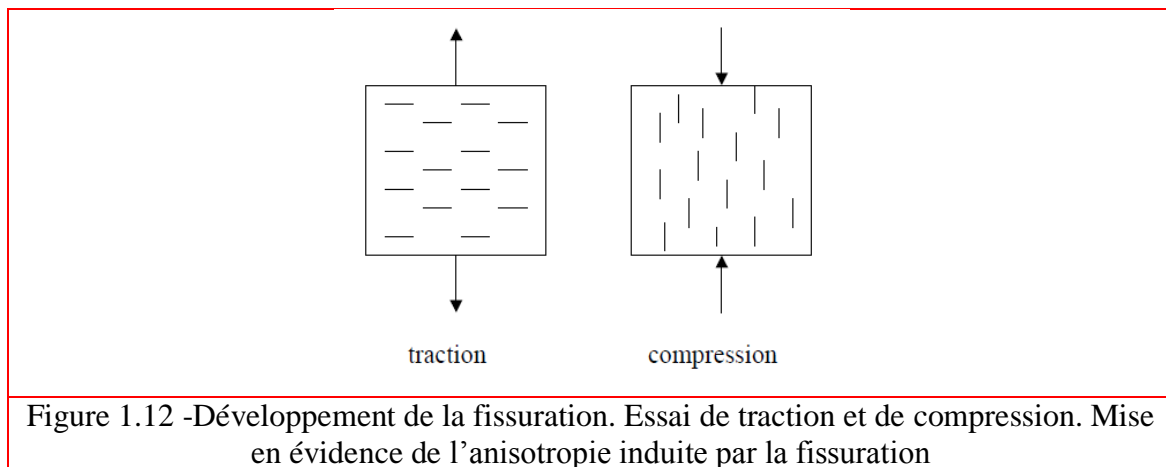 traction
compression
Figure 1.12 -Développement de la fissuration. Essai de traction et de compression. Mise
en évidence de l’anisotropie induite par la fissuration